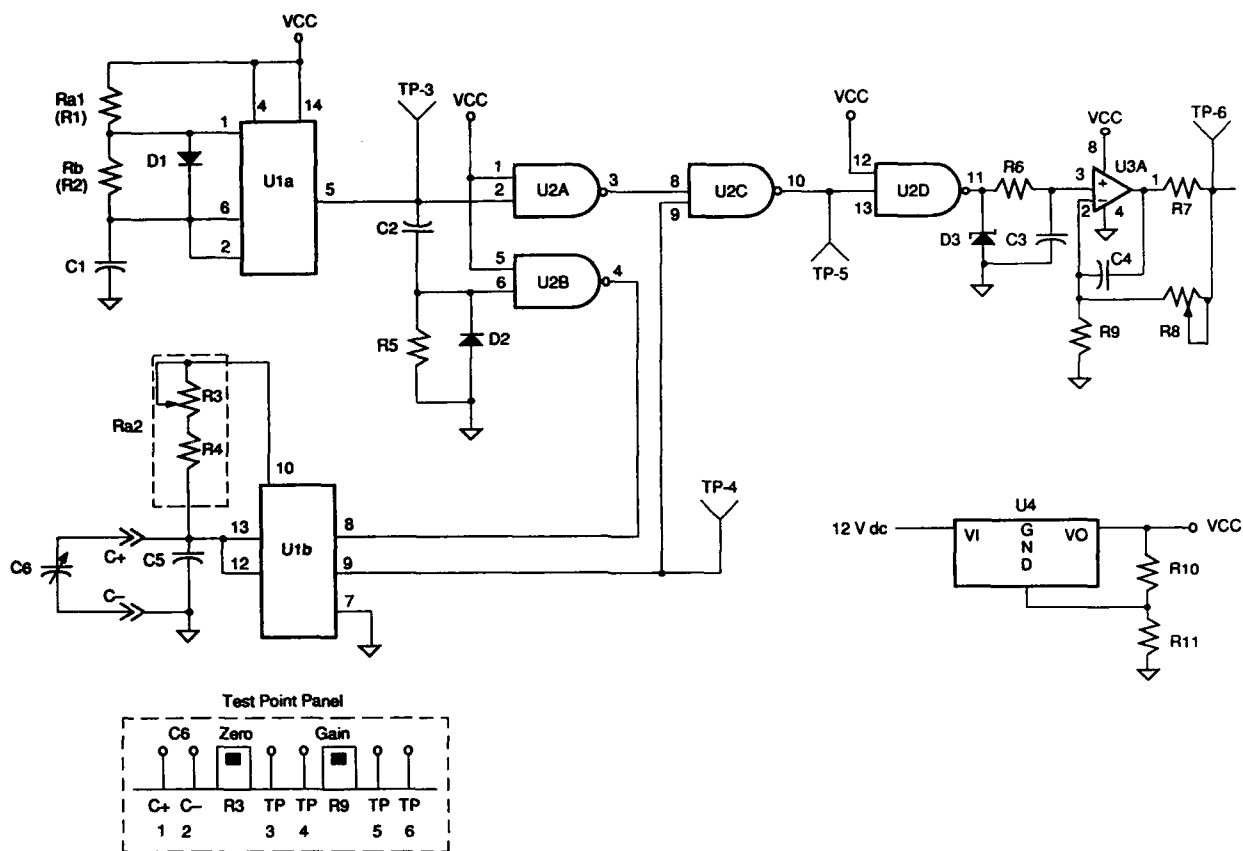 VCC
TP-3
VCC
VCC
TP-6
Ra1
(R1)
4
14
VCC
8
1
D1
U1a
1
2
U2A
3
8
9
U2C
10
12
13
U2D
11
R6
3
2
+
−
U3A
1
4
R7
Rb
(R2)
5
6
2
C2
D3
C3
C4
TP-5
C1
5
6
U2B
4
R9
R8
R5
D2
Ra2
R3
R4
10
TP-4
U4
12 V dc
VI
GND
VO
VCC
C6
C+
C5
C−
13
12
U1b
8
9
7
R10
R11
Test Point Panel
C6
Zero
Gain
C+
C−
R3
TP
TP
R9
TP
TP
1
2
3
4
5
6